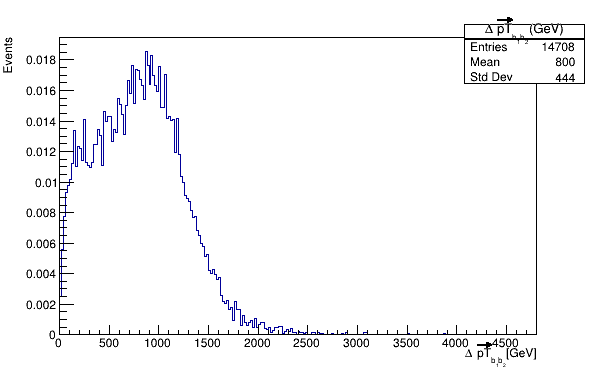 Δ pT b₁b₂ (GeV)
Entries 14708
Mean 800
Std Dev 444
Events
0.018
0.016
0.014
0.012
0.01
0.008
0.006
0.004
0.002
0
0 500 1000 1500 2000 2500 3000 3500 4000 4500
Δ pT b₁b₂ [GeV]